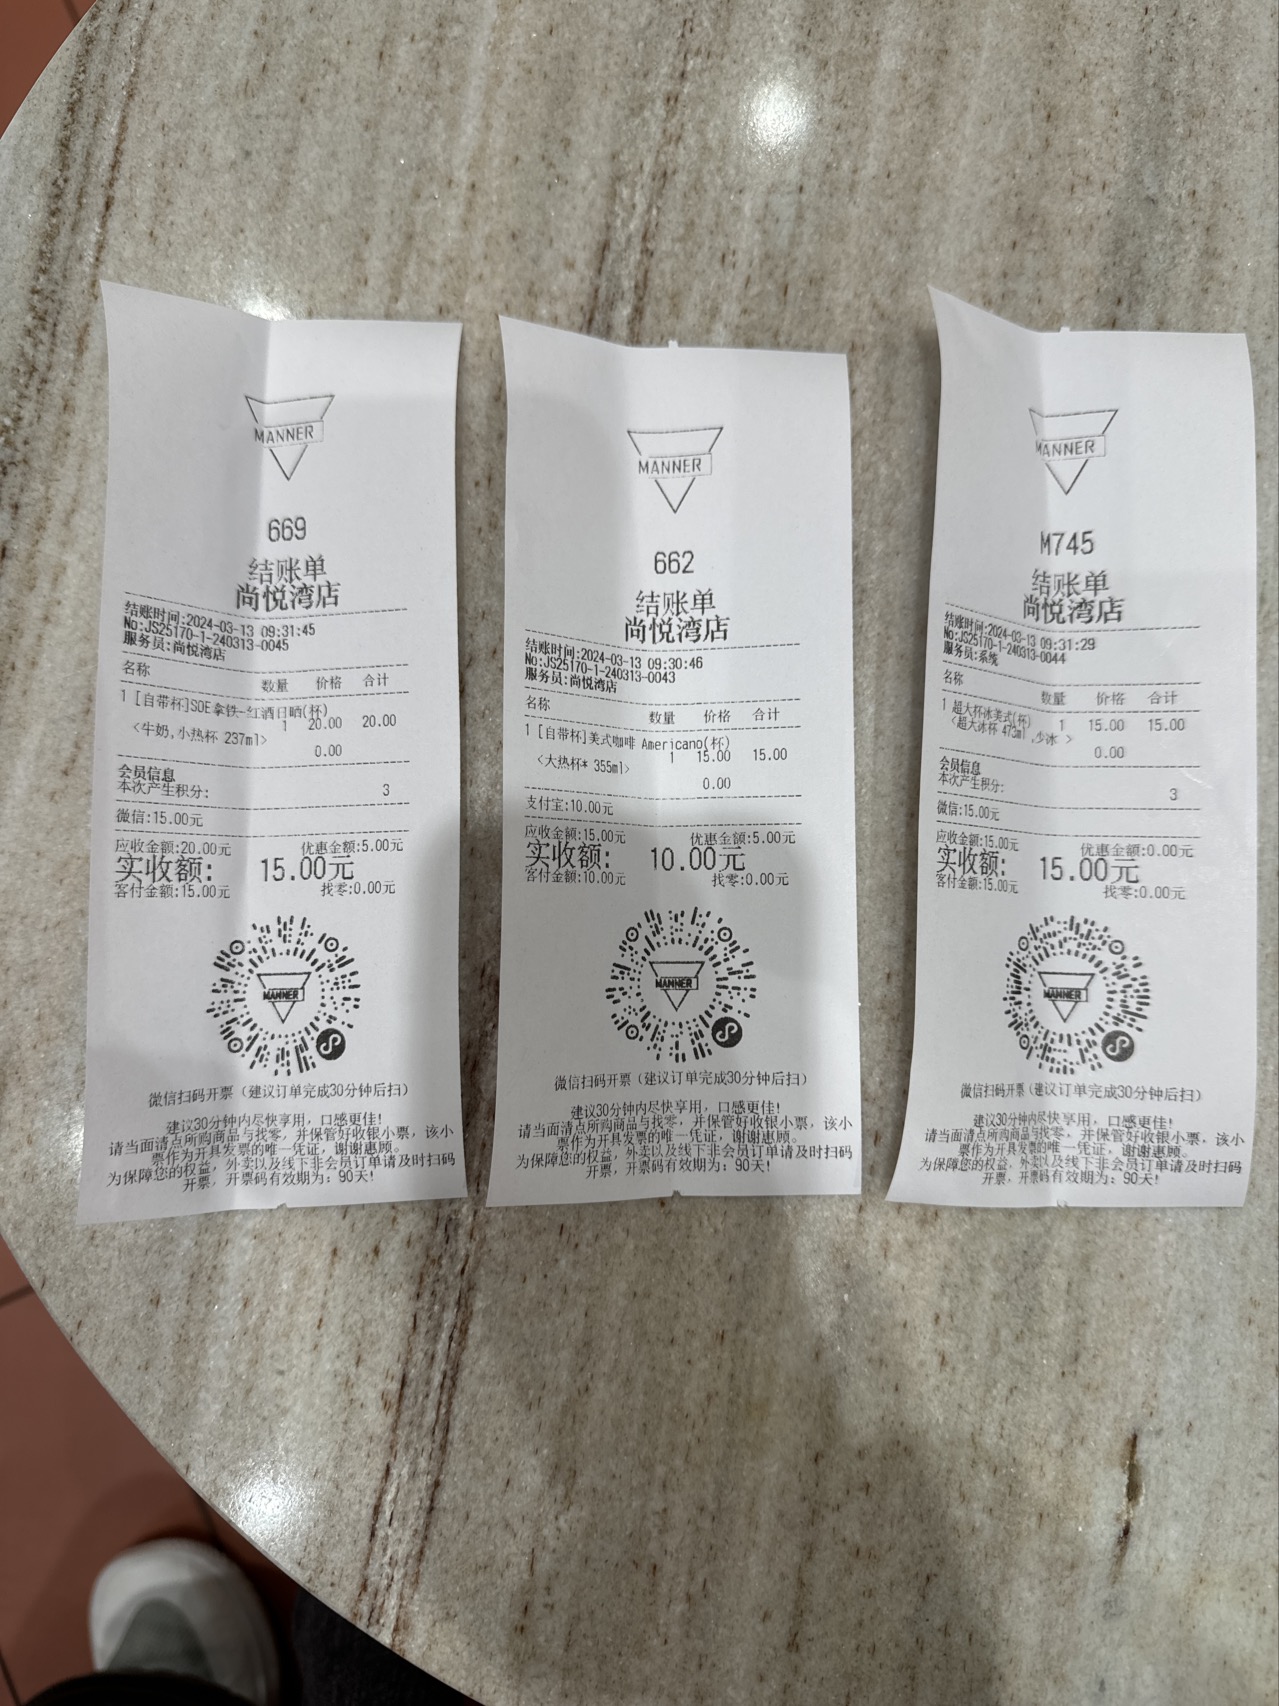 MANNER
669
结账单
尚悦湾店
结账时间:2024-03-13 09:31:45
No:JS25170-1-240313-0045
服务员:尚悦湾店
名称 数量 价格 合计
1 [自带杯]SOE拿铁-红酒日晒(杯)
1 20.00 20.00
<牛奶,小热杯 237ml>
0.00
会员信息
本次产生积分: 3
微信:15.00元
应收金额:20.00元 优惠金额:5.00元
实收额: 15.00元
客付金额:15.00元 找零:0.00元
MANNER
微信扫码开票（建议订单完成30分钟后扫）
建议30分钟内尽快享用，口感更佳!
请当面清点所购商品与找零，并保管好收银小票，该小
票作为开具发票的唯一凭证，谢谢惠顾。
为保障您的权益，外卖以及线下非会员订单请及时扫码
开票，开票码有效期为：90天!
MANNER
662
结账单
尚悦湾店
结账时间:2024-03-13 09:30:46
No:JS25170-1-240313-0043
服务员:尚悦湾店
名称 数量 价格 合计
1 [自带杯]美式咖啡 Americano(杯)
1 15.00 15.00
<大热杯* 355ml>
0.00
支付宝:10.00元
应收金额:15.00元 优惠金额:5.00元
实收额: 10.00元
客付金额:10.00元 找零:0.00元
MANNER
微信扫码开票（建议订单完成30分钟后扫）
建议30分钟内尽快享用，口感更佳!
请当面清点所购商品与找零，并保管好收银小票，该小
票作为开具发票的唯一凭证，谢谢惠顾。
为保障您的权益，外卖以及线下非会员订单请及时扫码
开票，开票码有效期为：90天!
MANNER
M745
结账单
尚悦湾店
结账时间:2024-03-13 09:31:29
No:JS25170-1-240313-0044
服务员:系统
名称 数量 价格 合计
1 超大杯冰美式(杯)
1 15.00 15.00
<超大冰杯 473ml ,少冰 >
0.00
会员信息
本次产生积分: 3
微信:15.00元
应收金额:15.00元 优惠金额:0.00元
实收额: 15.00元
客付金额:15.00元 找零:0.00元
MANNER
微信扫码开票（建议订单完成30分钟后扫）
建议30分钟内尽快享用，口感更佳!
请当面清点所购商品与找零，并保管好收银小票，该小
票作为开具发票的唯一凭证，谢谢惠顾。
为保障您的权益，外卖以及线下非会员订单请及时扫码
开票，开票码有效期为：90天!